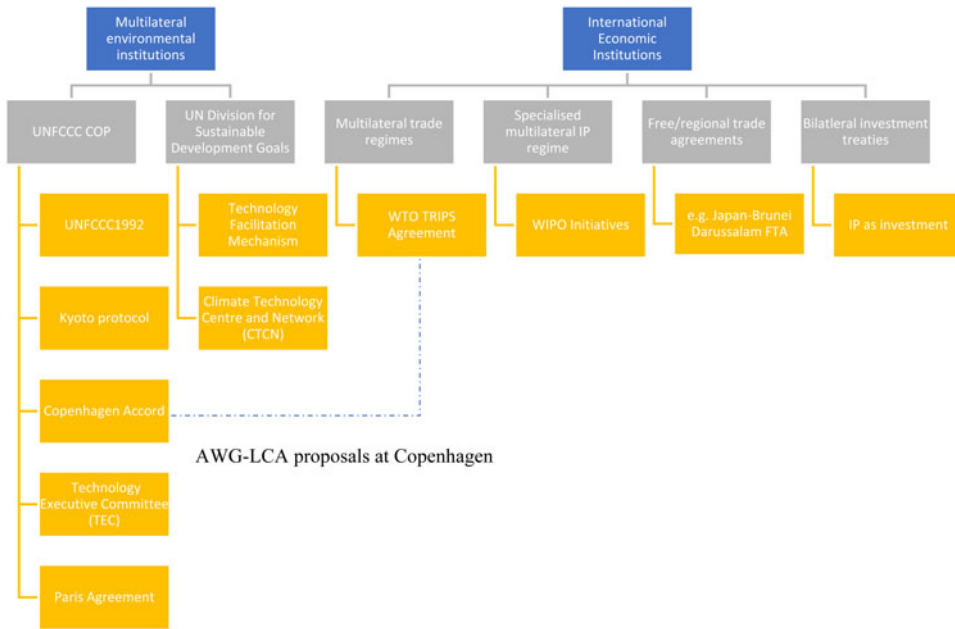 Multilateral
environmental
institutions
International
Economic
Institutions
UNFCCC COP
UN Division for
Sustainable
Development Goals
Multilateral trade
regimes
Specialised
multilateral IP
regime
Free/regional trade
agreements
Bilatleral investment
treaties
UNFCCC1992
Technology
Facilitation
Mechanism
WTO TRIPS
Agreement
WIPO Initiatives
e.g. Japan-Brunei
Darussalam FTA
IP as investment
Kyoto protocol
Climate Technology
Centre and Network
(CTCN)
Copenhagen Accord
AWG-LCA proposals at Copenhagen
Technology
Executive Committee
(TEC)
Paris Agreement